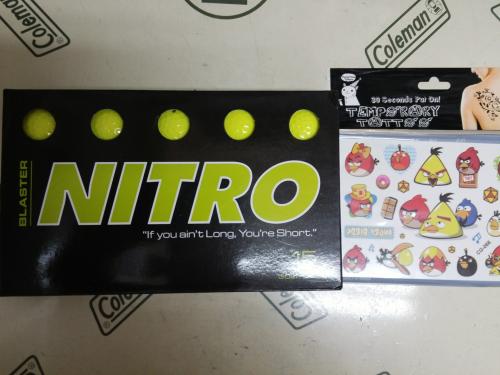 Coleman
Coleman
BLASTER
NITRO
"If you ain't Long, You're Short."
15
30 Seconds Put On!
TEMPORARY
TATTOO'S
Coleman
Coleman